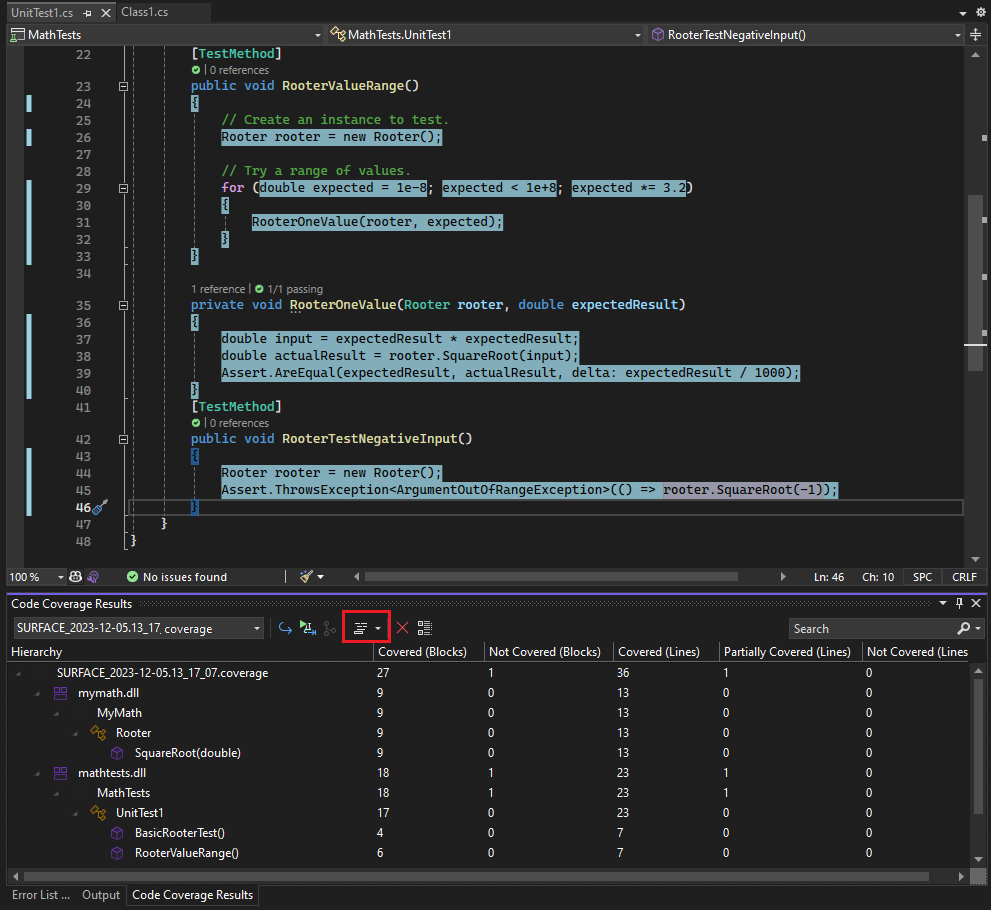 UnitTest1.cs Class1.cs
MathTests MathTests.UnitTest1 RooterTestNegativeInput()
22 [TestMethod]
| 0 references
23 public void RooterValueRange()
24 {
25 // Create an instance to test.
26 Rooter rooter = new Rooter();
27
28 // Try a range of values.
29 for (double expected = 1e-8; expected < 1e+8; expected *= 3.2)
30 {
31 RooterOneValue(rooter, expected);
32 }
33 }
34
1 reference | 1/1 passing
35 private void RooterOneValue(Rooter rooter, double expectedResult)
36 {
37 double input = expectedResult * expectedResult;
38 double actualResult = rooter.SquareRoot(input);
39 Assert.AreEqual(expectedResult, actualResult, delta: expectedResult / 1000);
40 }
41 [TestMethod]
| 0 references
42 public void RooterTestNegativeInput()
43 {
44 Rooter rooter = new Rooter();
45 Assert.ThrowsException<ArgumentOutOfRangeException>(() => rooter.SquareRoot(-1));
46 }
47 }
48 }
100 % No issues found Ln: 46 Ch: 10 SPC CRLF
Code Coverage Results
SURFACE_2023-12-05.13_17_ coverage Search
Hierarchy Covered (Blocks) Not Covered (Blocks) Covered (Lines) Partially Covered (Lines) Not Covered (Lines
SURFACE_2023-12-05.13_17_07.coverage 27 1 36 1 0
mymath.dll 9 0 13 0 0
MyMath 9 0 13 0 0
Rooter 9 0 13 0 0
SquareRoot(double) 9 0 13 0 0
mathtests.dll 18 1 23 1 0
MathTests 18 1 23 1 0
UnitTest1 17 0 23 0 0
BasicRooterTest() 4 0 7 0 0
RooterValueRange() 6 0 7 0 0
Error List ... Output Code Coverage Results